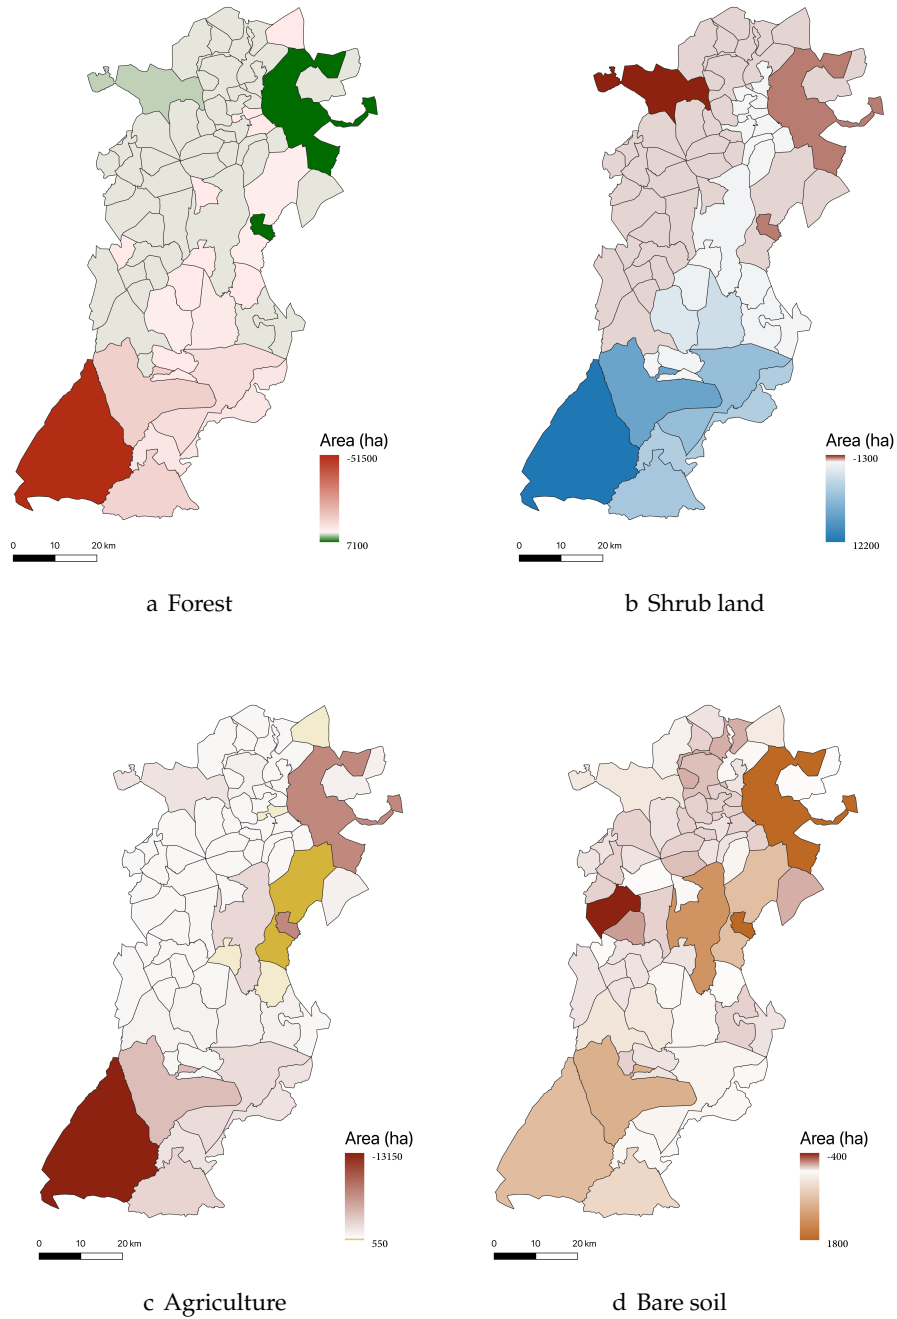 Area (ha)
-51500
7100
0 10 20 km
Area (ha)
-1300
12200
0 10 20 km
a Forest
b Shrub land
Area (ha)
-13150
550
0 10 20 km
Area (ha)
-400
1800
0 10 20 km
c Agriculture
d Bare soil